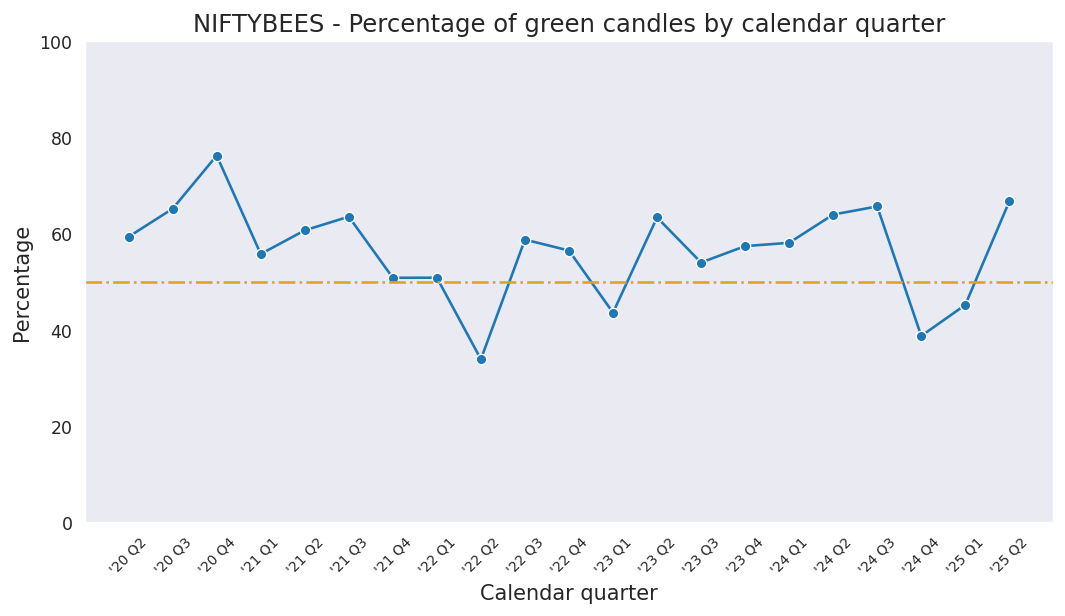 NIFTYBEES - Percentage of green candles by calendar quarter
100
80
60
40
20
0
Percentage
'20 Q2
'20 Q3
'20 Q4
'21 Q1
'21 Q2
'21 Q3
'21 Q4
'22 Q1
'22 Q2
'22 Q3
'22 Q4
'23 Q1
'23 Q2
'23 Q3
'23 Q4
'24 Q1
'24 Q2
'24 Q3
'24 Q4
'25 Q1
'25 Q2
Calendar quarter